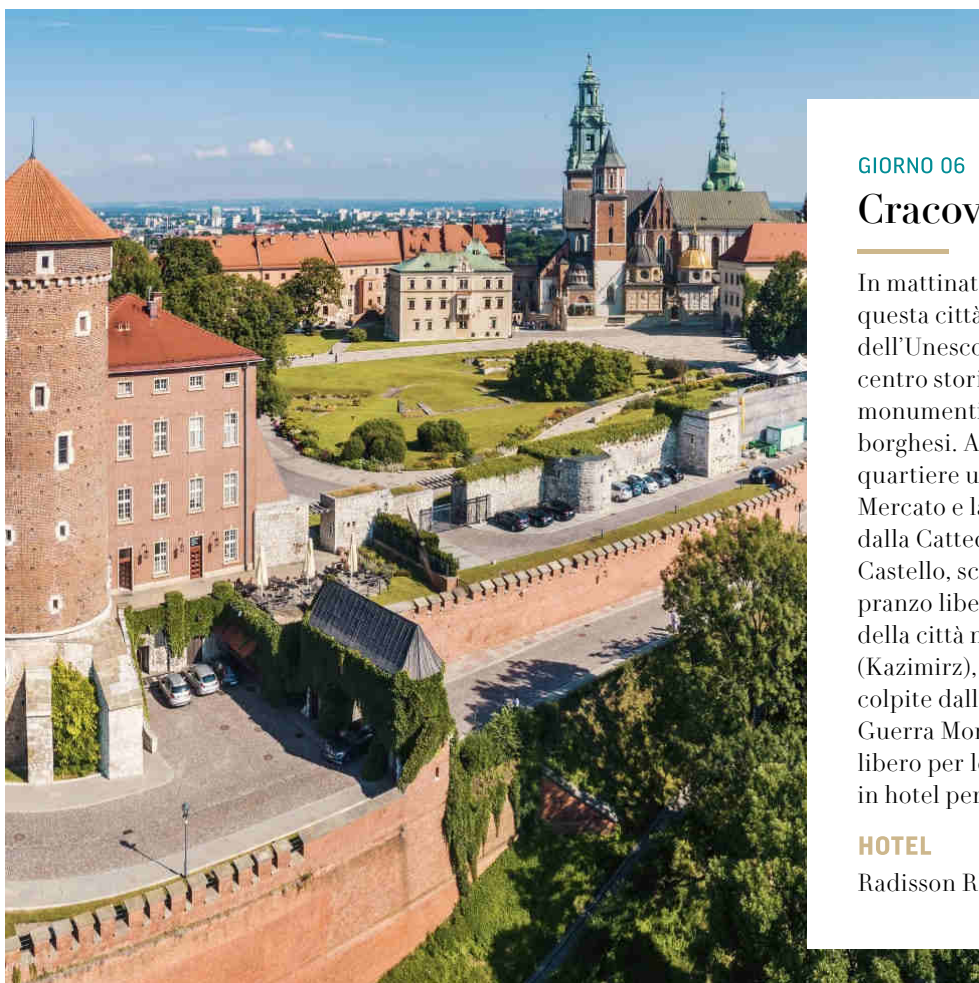 GIORNO 06
Cracov
In mattinat
questa città
dell'Unesco
centro stori
monumenti
borghesi. A
quartiere u
Mercato e la
dalla Catted
Castello, sc
pranzo libe
della città n
(Kazimirz),
colpite dall
Guerra Mon
libero per l
in hotel per
HOTEL
Radisson R